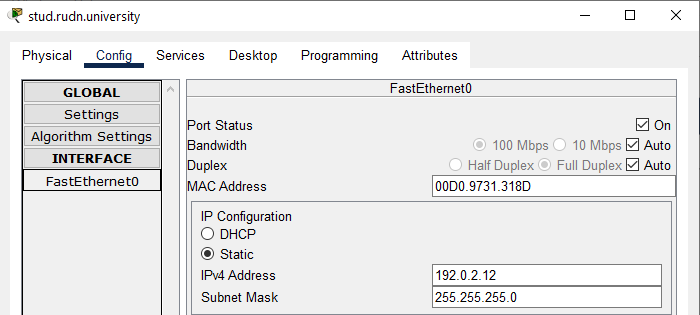 stud.rudn.university
Physical Config Services Desktop Programming Attributes
GLOBAL
Settings
Algorithm Settings
INTERFACE
FastEthernet0
FastEthernet0
Port Status On
Bandwidth 100 Mbps 10 Mbps Auto
Duplex Half Duplex Full Duplex Auto
MAC Address 00D0.9731.318D
IP Configuration
DHCP
Static
IPv4 Address 192.0.2.12
Subnet Mask 255.255.255.0